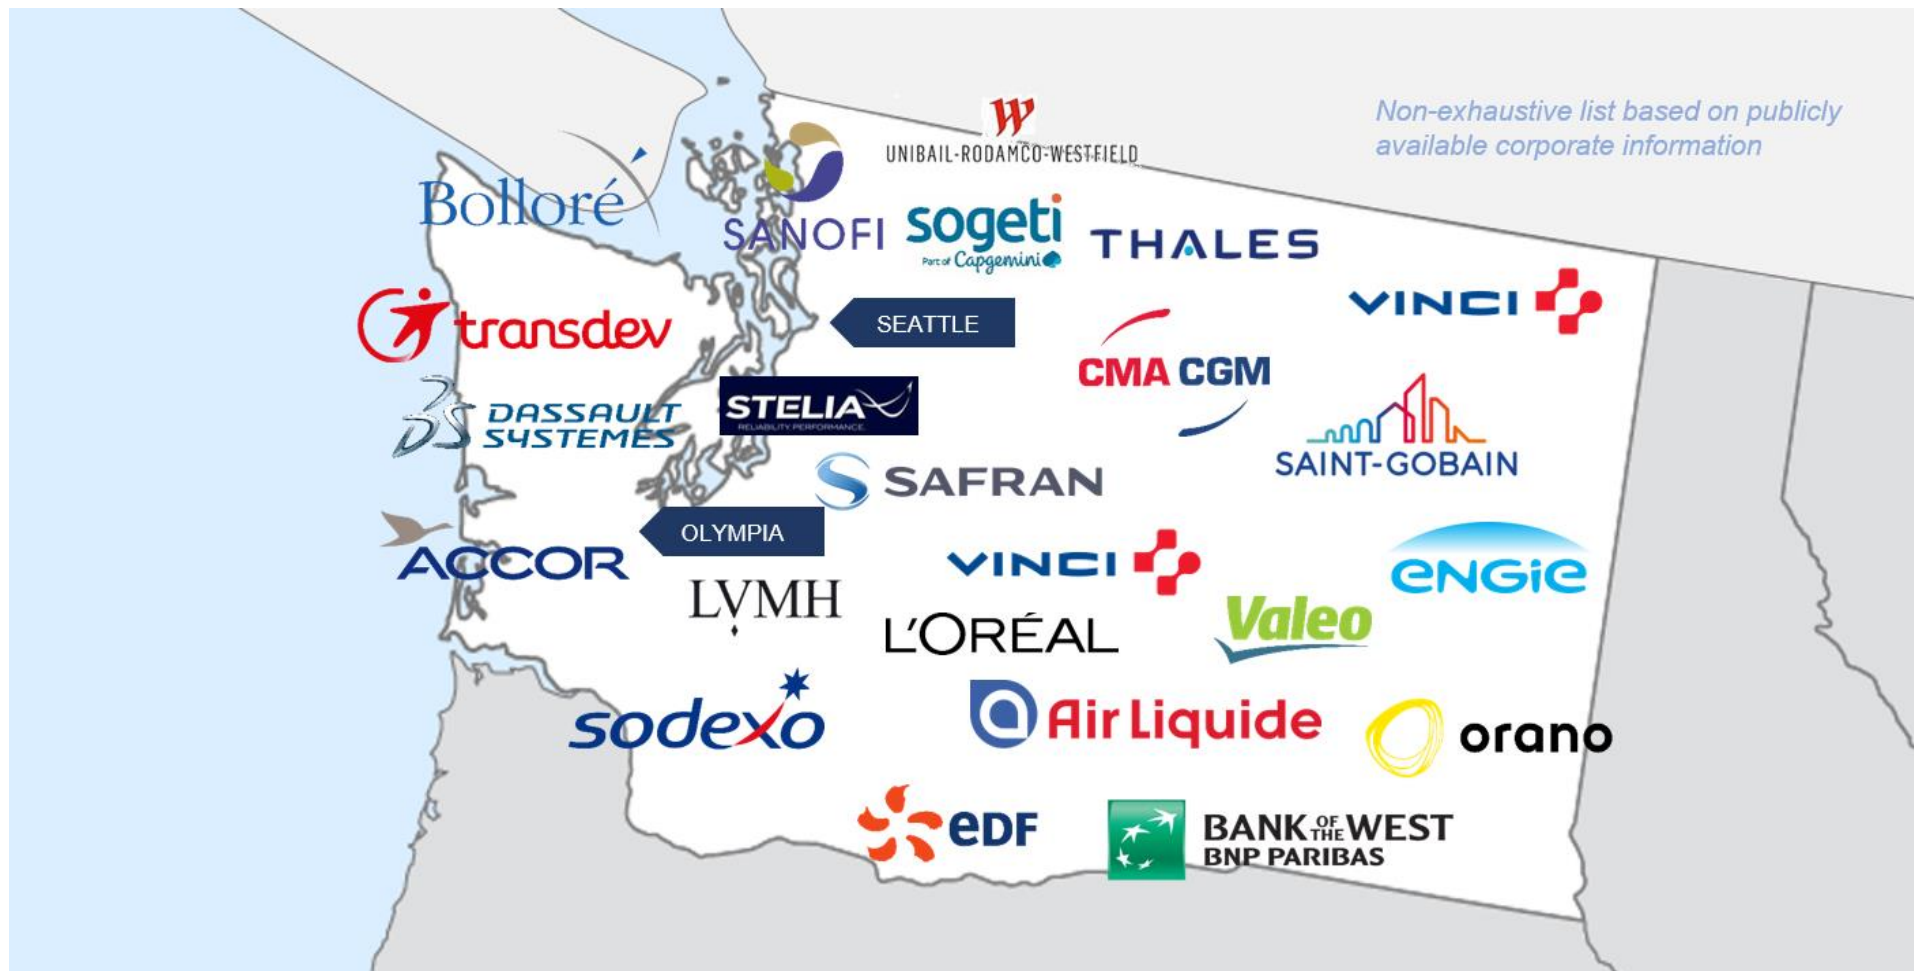 Non-exhaustive list based on publicly
available corporate information
W
UNIBAIL-RODAMCO-WESTFIELD
Bolloré
SANOFI
sogeti
Part of Capgemini
THALES
VINCI
transdev
SEATTLE
CMA CGM
DASSAULT
SYSTEMES
STELIA
RELIABILITY. PERFORMANCE.
SAINT-GOBAIN
SAFRAN
OLYMPIA
ACCOR
VINCI
ENGIE
LVMH
L'ORÉAL
Valeo
sodexo
Air Liquide
orano
eDF
BANK OF THE WEST
BNP PARIBAS